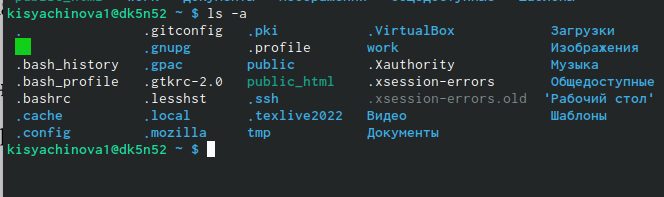 kisyachinova1@dk5n52 ~ $ ls -a
. .gitconfig .pki .VirtualBox Загрузки
.gnupg .profile work Изображения
.bash_history .gpac public .Xauthority Музыка
.bash_profile .gtkrc-2.0 public_html .xsession-errors Общедоступные
.bashrc .lesshst .ssh .xsession-errors.old 'Рабочий стол'
.cache .local .texlive2022 Видео Шаблоны
.config .mozilla tmp Документы
kisyachinova1@dk5n52 ~ $